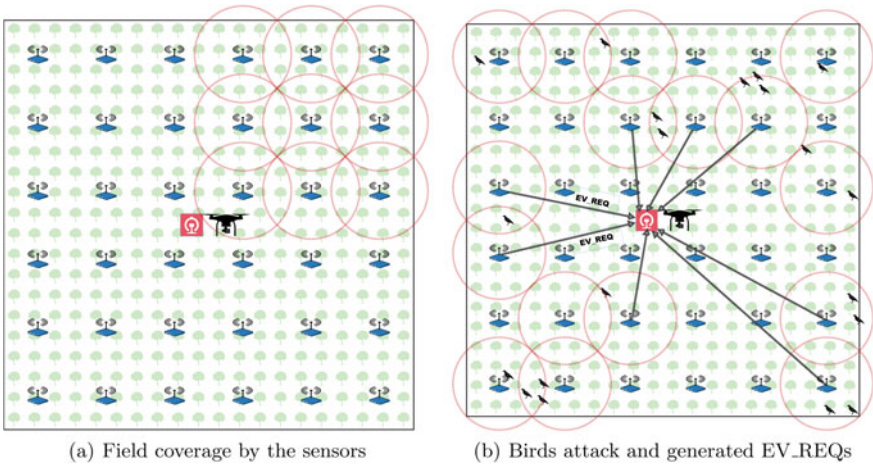 EV_REQ
EV_REQ
(a) Field coverage by the sensors
(b) Birds attack and generated EV_REQs